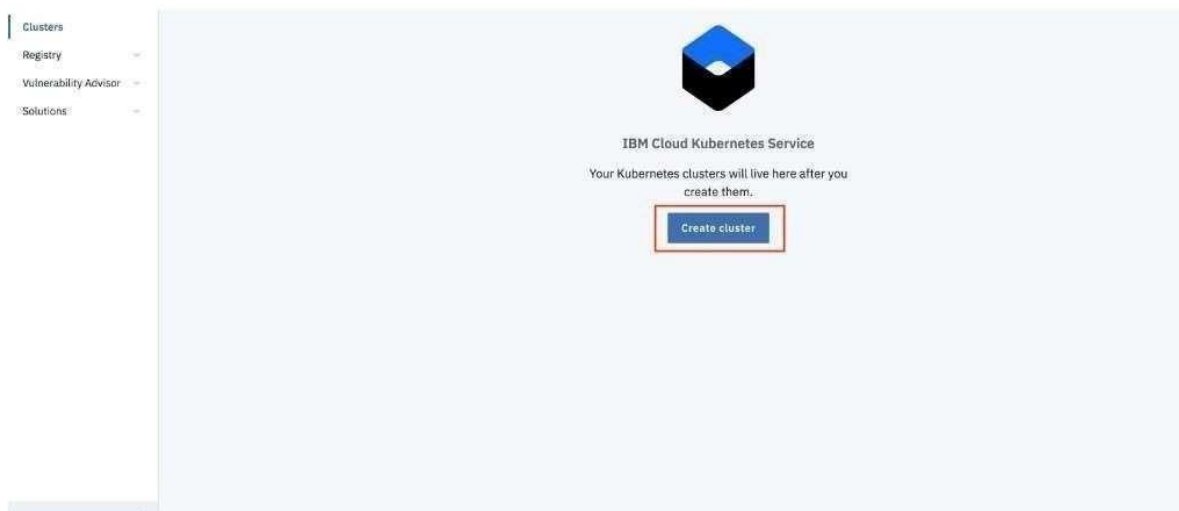 Clusters
Registry
Vulnerability Advisor
Solutions
IBM Cloud Kubernetes Service
Your Kubernetes clusters will live here after you
create them.
Create cluster